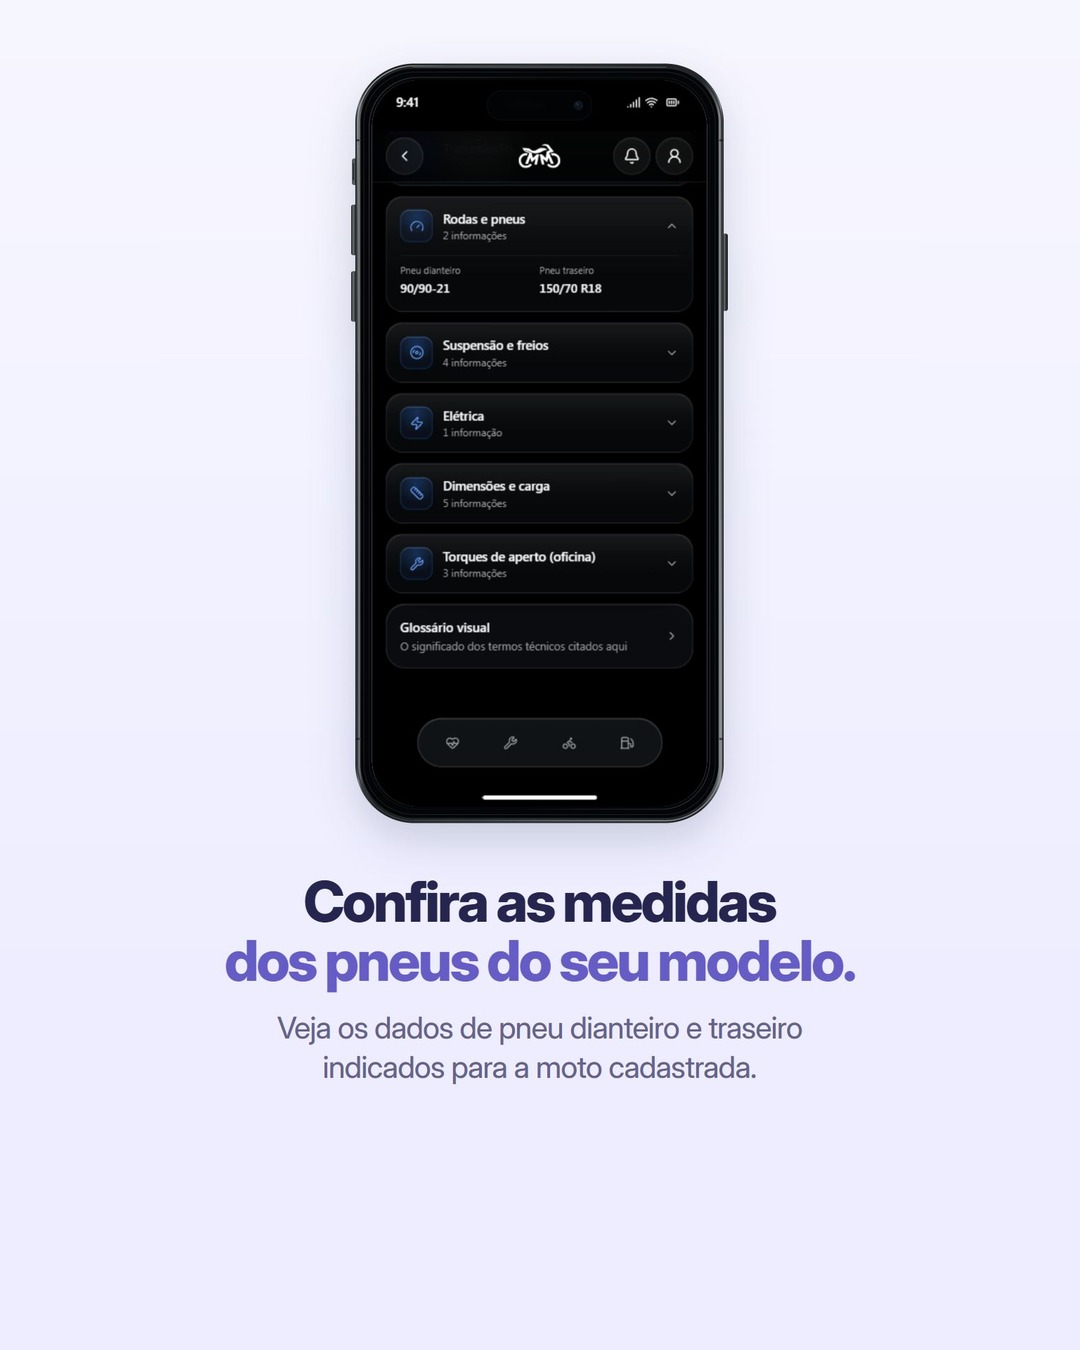 9:41
MM
Rodas e pneus
2 informações
Pneu dianteiro
Pneu traseiro
90/90-21
150/70 R18
Suspensão e freios
4 informações
Elétrica
1 informação
Dimensões e carga
5 informações
Torques de aperto (oficina)
3 informações
Glossário visual
O significado dos termos técnicos citados aqui
Confira as medidas
dos pneus do seu modelo.
Veja os dados de pneu dianteiro e traseiro
indicados para a moto cadastrada.